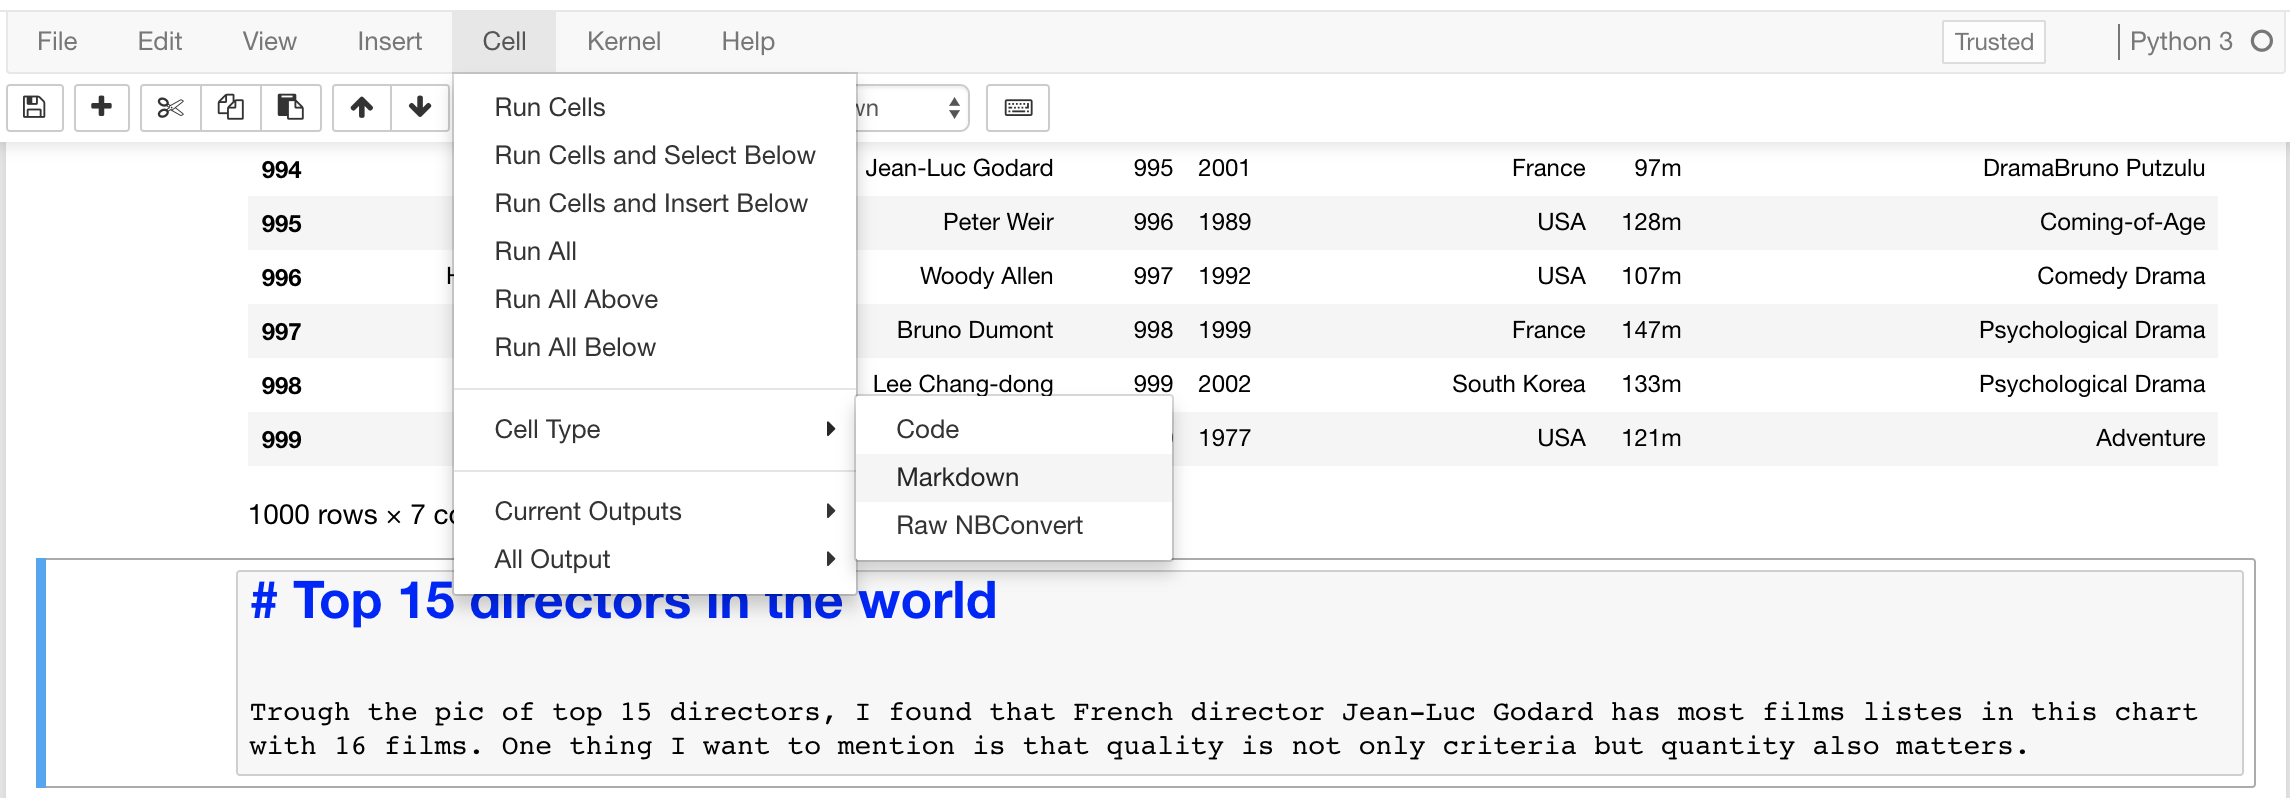 File Edit View Insert Cell Kernel Help Trusted Python 3
Run Cells
Run Cells and Select Below
Run Cells and Insert Below
Run All
Run All Above
Run All Below
Cell Type
Current Outputs
All Output
Code
Markdown
Raw NBConvert
994 Jean-Luc Godard 995 2001 France 97m DramaBruno Putzulu
995 Peter Weir 996 1989 USA 128m Coming-of-Age
996 Woody Allen 997 1992 USA 107m Comedy Drama
997 Bruno Dumont 998 1999 France 147m Psychological Drama
998 Lee Chang-dong 999 2002 South Korea 133m Psychological Drama
999 1977 USA 121m Adventure
1000 rows × 7
# Top 15 directors in the world
Trough the pic of top 15 directors, I found that French director Jean-Luc Godard has most films listes in this chart
with 16 films. One thing I want to mention is that quality is not only criteria but quantity also matters.